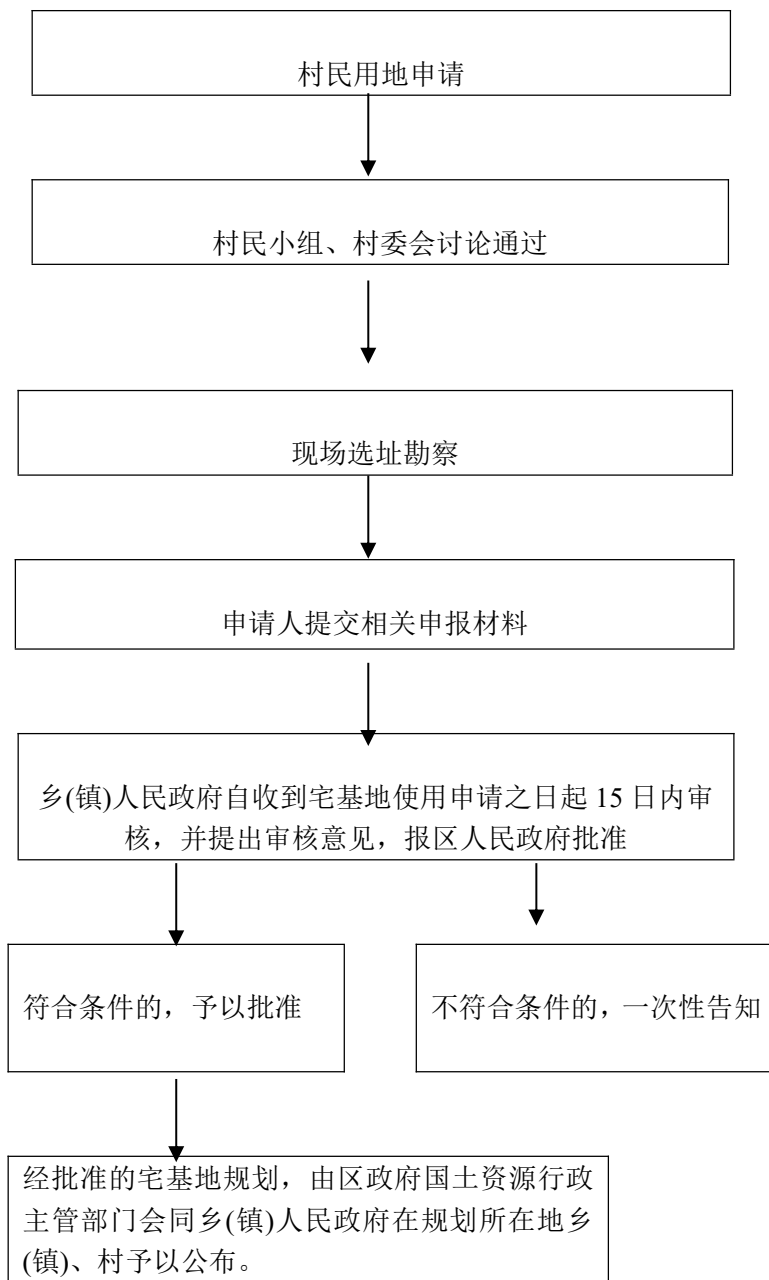 村民用地申请
村民小组、村委会讨论通过
现场选址勘察
申请人提交相关申报材料
乡(镇)人民政府自收到宅基地使用申请之日起 15 日内审
核，并提出审核意见，报区人民政府批准
符合条件的，予以批准
不符合条件的，一次性告知
经批准的宅基地规划，由区政府国土资源行政
主管部门会同乡(镇)人民政府在规划所在地乡
(镇)、村予以公布。